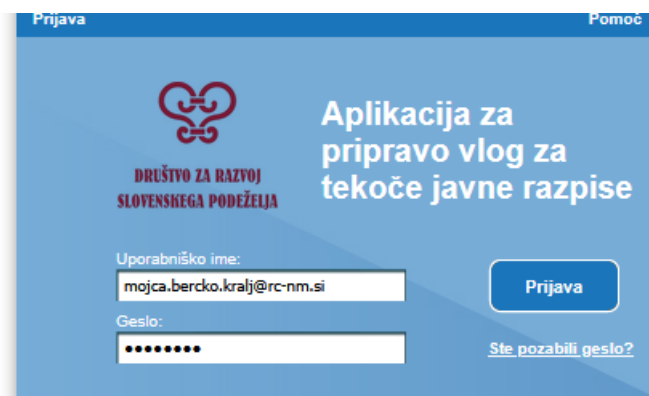 Prijava
Pomoč
DRUŠTVO ZA RAZVOJ
SLOVENSKEGA PODEŽELJA
Aplikacija za
pripravo vlog za
tekoče javne razpise
Uporabniško ime:
mojca.bercko.kralj@rc-nm.si
Prijava
Geslo:
●●●●●●●●
Ste pozabili geslo?